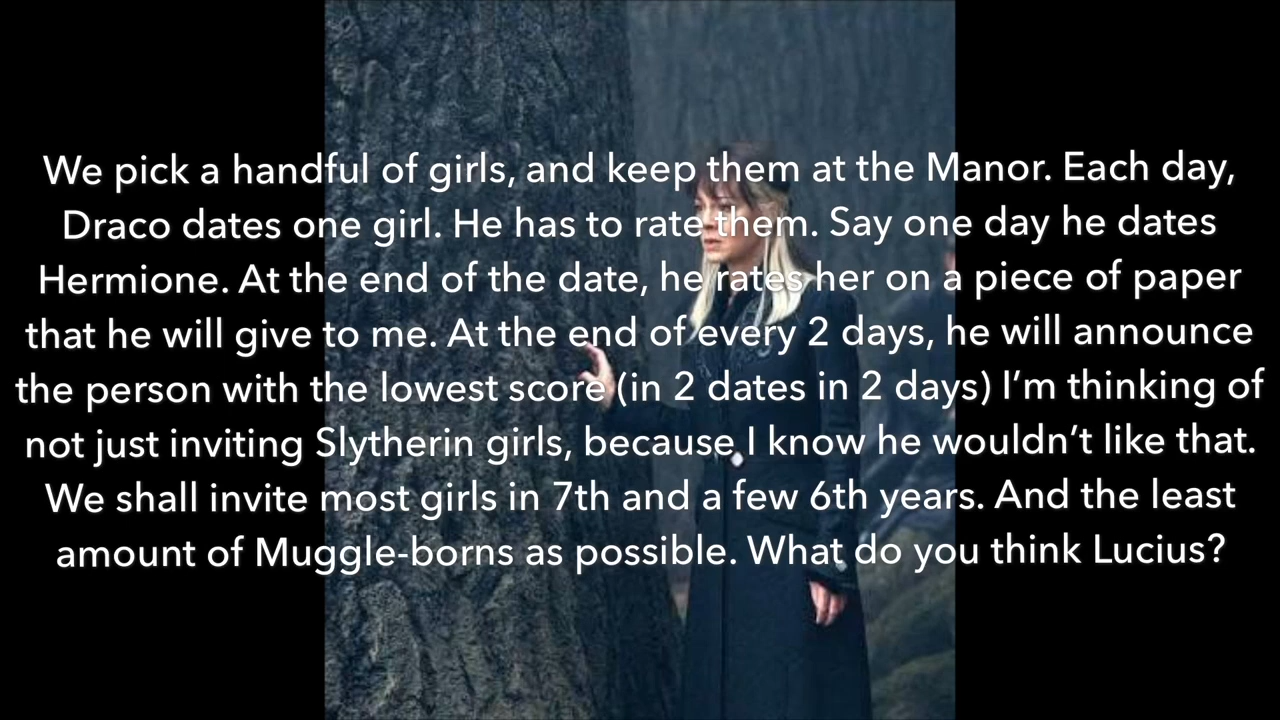 We pick a handful of girls, and keep them at the Manor. Each day,
Draco dates one girl. He has to rate them. Say one day he dates
Hermione. At the end of the date, he rates her on a piece of paper
that he will give to me. At the end of every 2 days, he will announce
the person with the lowest score (in 2 dates in 2 days) I’m thinking of
not just inviting Slytherin girls, because I know he wouldn’t like that.
We shall invite most girls in 7th and a few 6th years. And the least
amount of Muggle-borns as possible. What do you think Lucius?